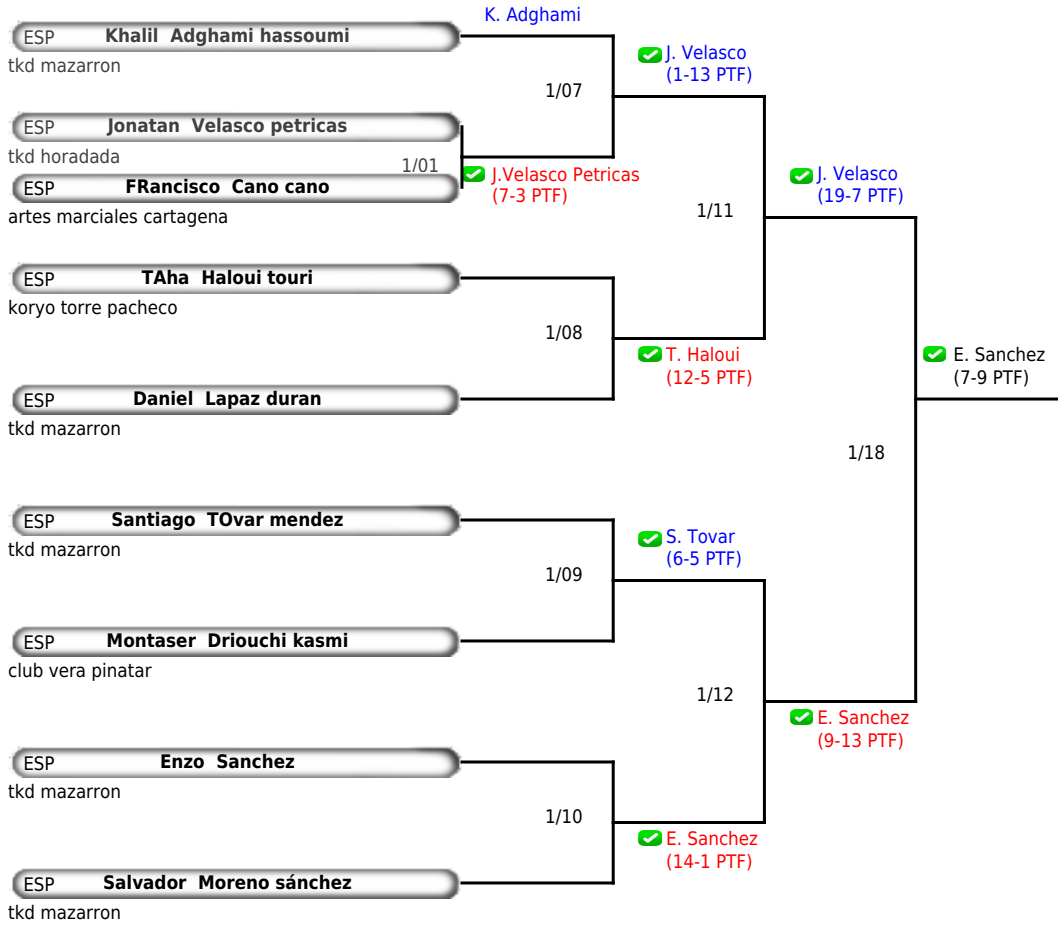 K. Adghami
ESP Khalil Adghami hassoumi
tkd mazarron
J. Velasco
(1-13 PTF)
1/07
ESP Jonatan Velasco petricas
tkd horadada
1/01
J.Velasco Petricas
(7-3 PTF)
ESP FRancisco Cano cano
artes marciales cartagena
J. Velasco
(19-7 PTF)
1/11
ESP TAha Haloui touri
koryo torre pacheco
1/08
T. Haloui
(12-5 PTF)
E. Sanchez
(7-9 PTF)
ESP Daniel Lapaz duran
tkd mazarron
1/18
ESP Santiago TOvar mendez
tkd mazarron
S. Tovar
(6-5 PTF)
1/09
ESP Montaser Driouchi kasmi
club vera pinatar
1/12
E. Sanchez
(9-13 PTF)
ESP Enzo Sanchez
tkd mazarron
1/10
E. Sanchez
(14-1 PTF)
ESP Salvador Moreno sánchez
tkd mazarron